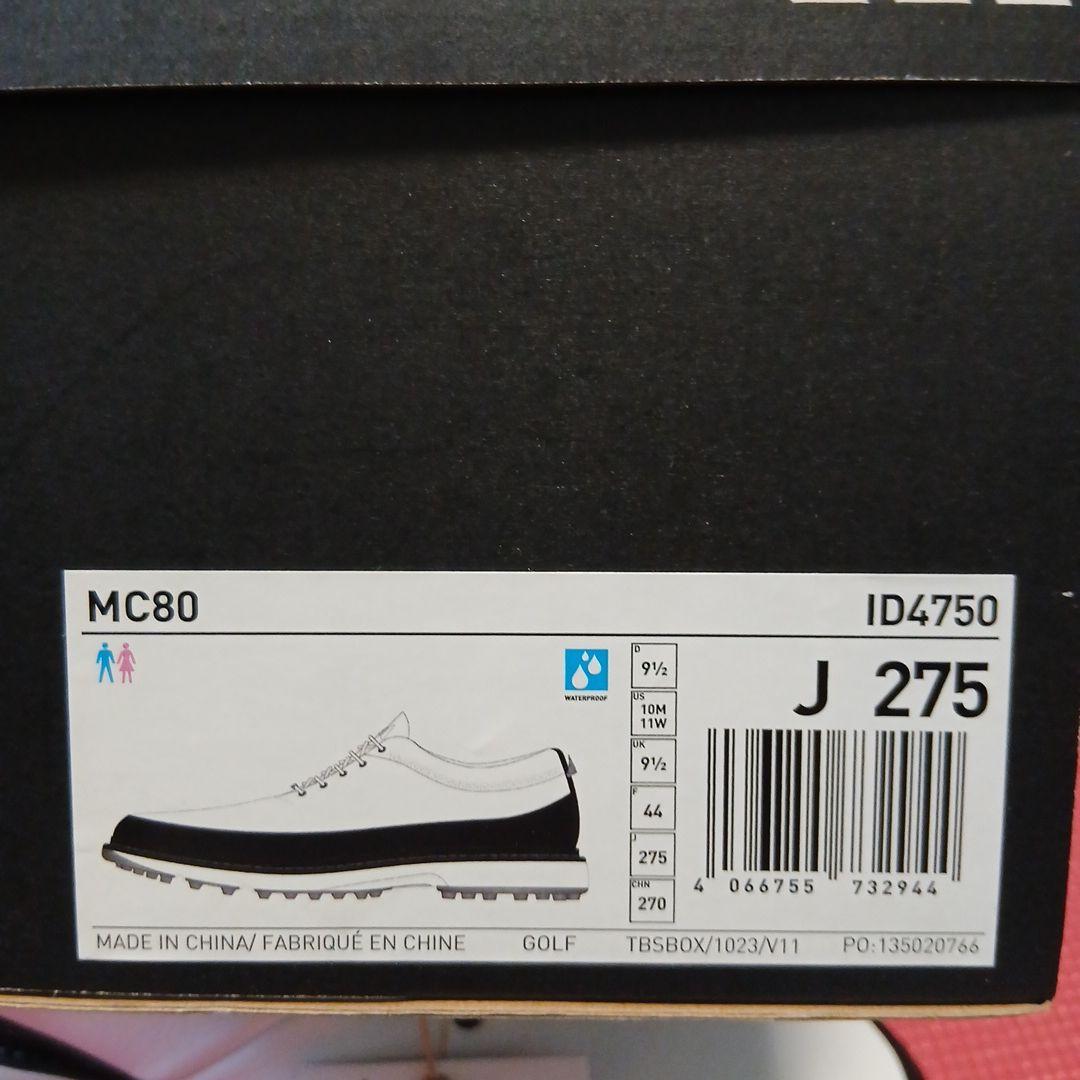 MC80 ID4750
WATERPROOF
D 9½
US 10M 11W
UK 9½
F 44
J 275
CHN 270
J 275
4 066755 732944
MADE IN CHINA/ FABRIQUÉ EN CHINE GOLF TBSBOX/1023/V11 PO:135020766